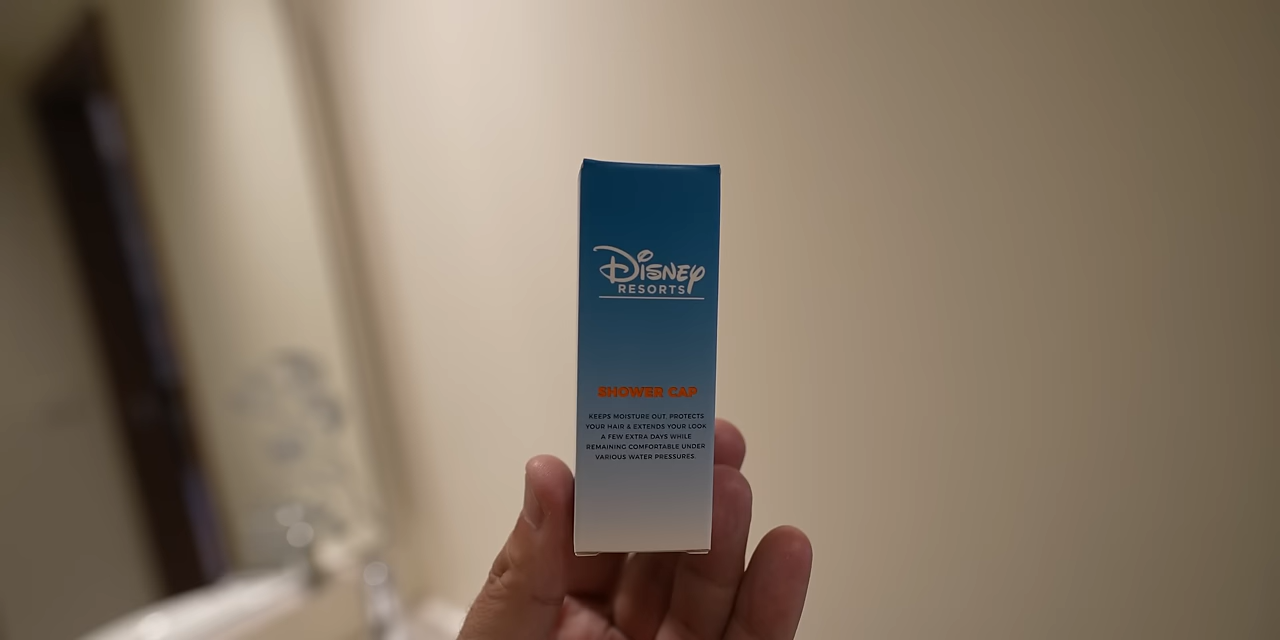 Disney
RESORTS
SHOWER CAP
KEEPS MOISTURE OUT. PROTECTS
YOUR HAIR & EXTENDS YOUR LOOK
A FEW EXTRA DAYS WHILE
REMAINING COMFORTABLE UNDER
VARIOUS WATER PRESSURES.